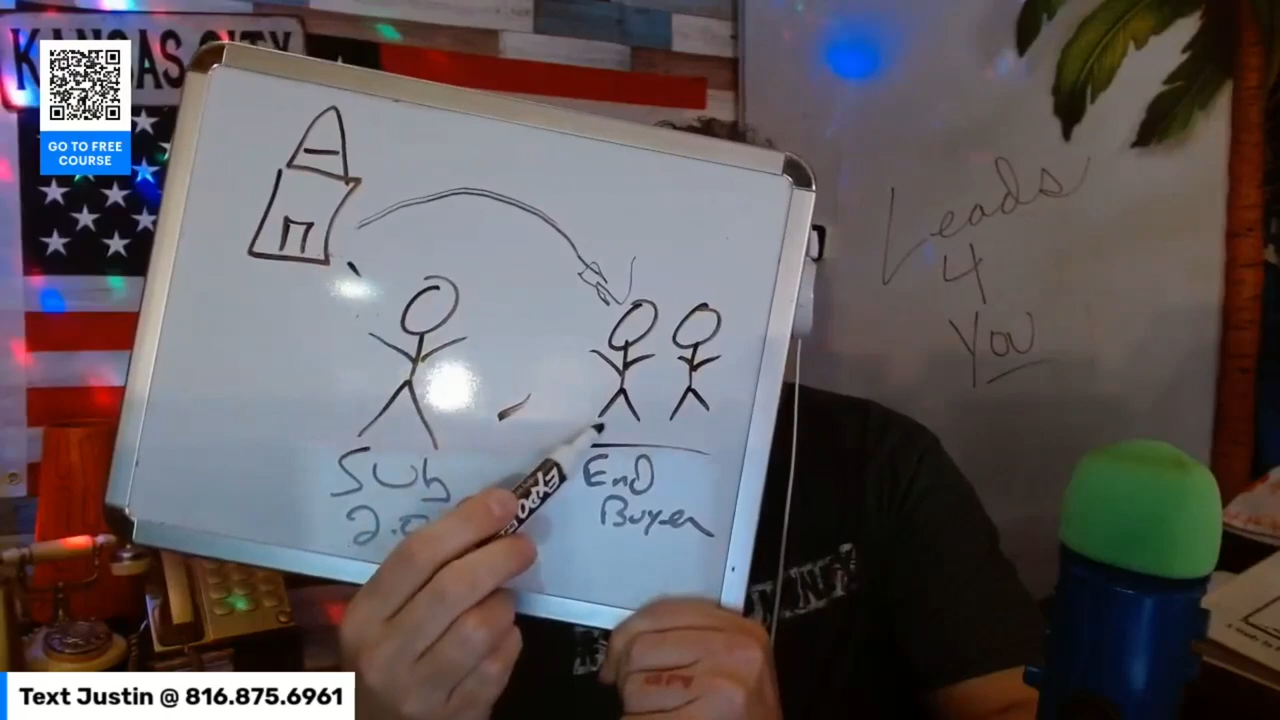 KANSAS CITY
GO TO FREE
COURSE
Leads
4
You
Sub
End
Buyer
EXPO
Text Justin @ 816.875.6961